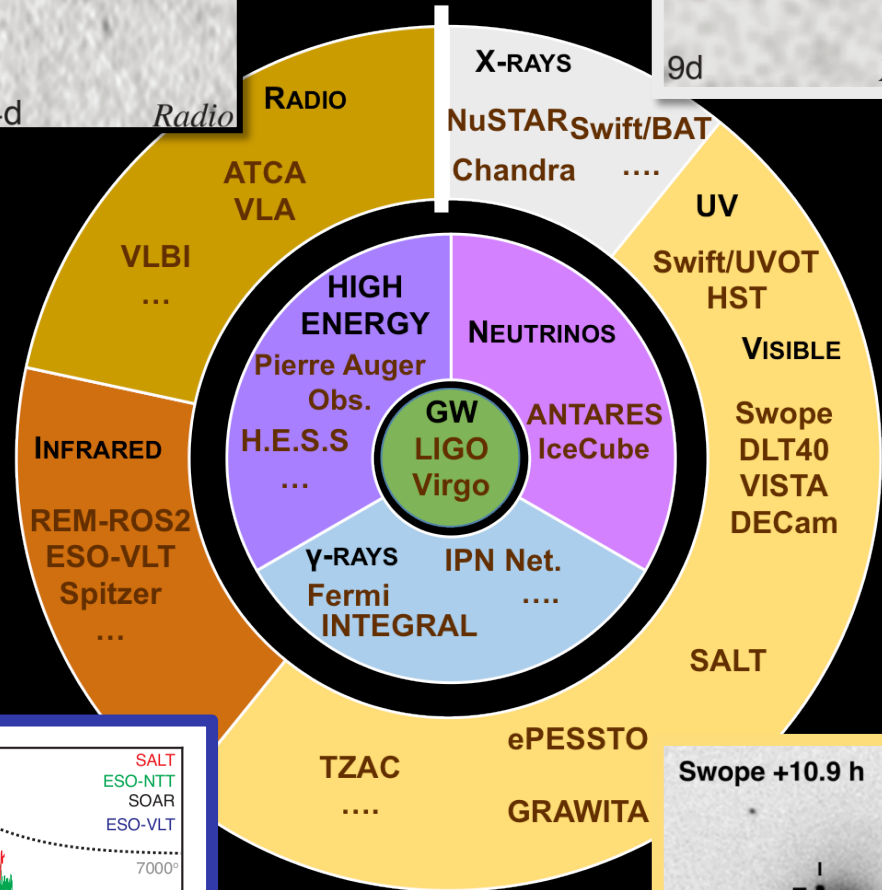 -d
Radio
9d
RADIO
ATCA
VLA
VLBI
...
X-RAYS
NuSTAR Swift/BAT
Chandra ....
UV
Swift/UVOT
HST
VISIBLE
Swope
DLT40
VISTA
DECam
SALT
ePESSTO
GRAWITA
TZAC
....
INFRARED
REM-ROS2
ESO-VLT
Spitzer
...
HIGH
ENERGY
Pierre Auger
Obs.
H.E.S.S
...
NEUTRINOS
ANTARES
IceCube
GW
LIGO
Virgo
γ-RAYS
IPN Net.
Fermi ....
INTEGRAL
SALT
ESO-NTT
SOAR
ESO-VLT
7000°
Swope +10.9 h